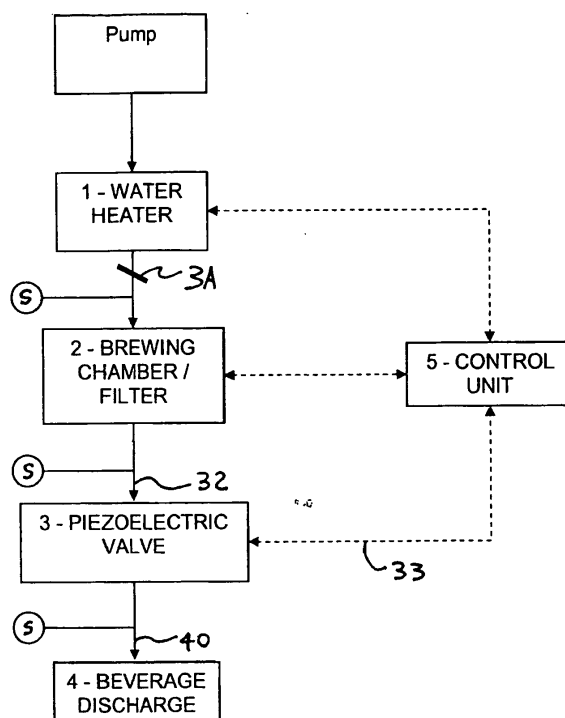 Pump
1 - WATER
HEATER
3A
S
2 - BREWING
CHAMBER /
FILTER
5 - CONTROL
UNIT
S
32
3 - PIEZOELECTRIC
VALVE
33
S
40
4 - BEVERAGE
DISCHARGE